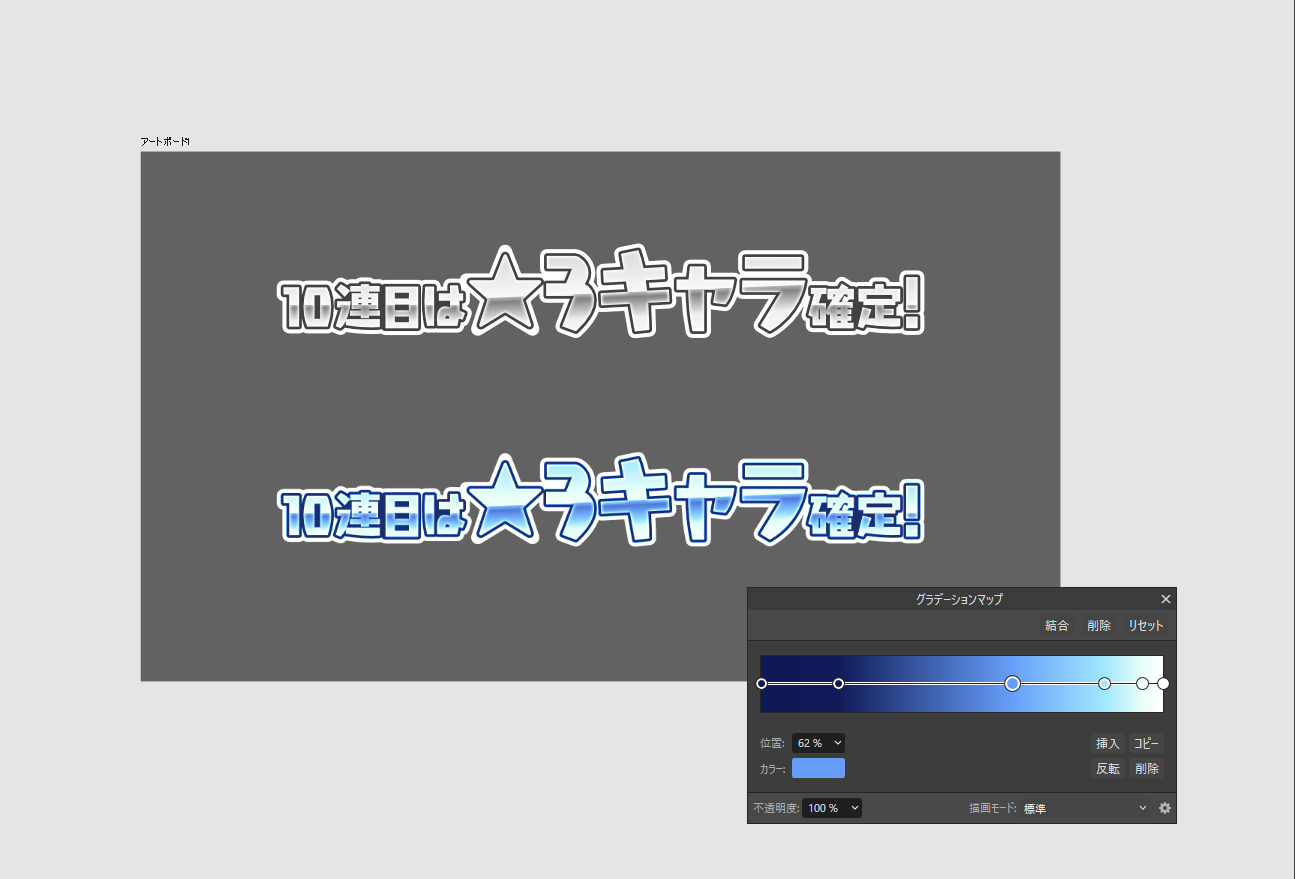 アートボード1
10連目は★3キャラ確定!
10連目は★3キャラ確定!
グラデーションマップ
結合 削除 リセット
位置: 62 % 挿入 コピー
カラー: 反転 削除
不透明度: 100 % 描画モード: 標準